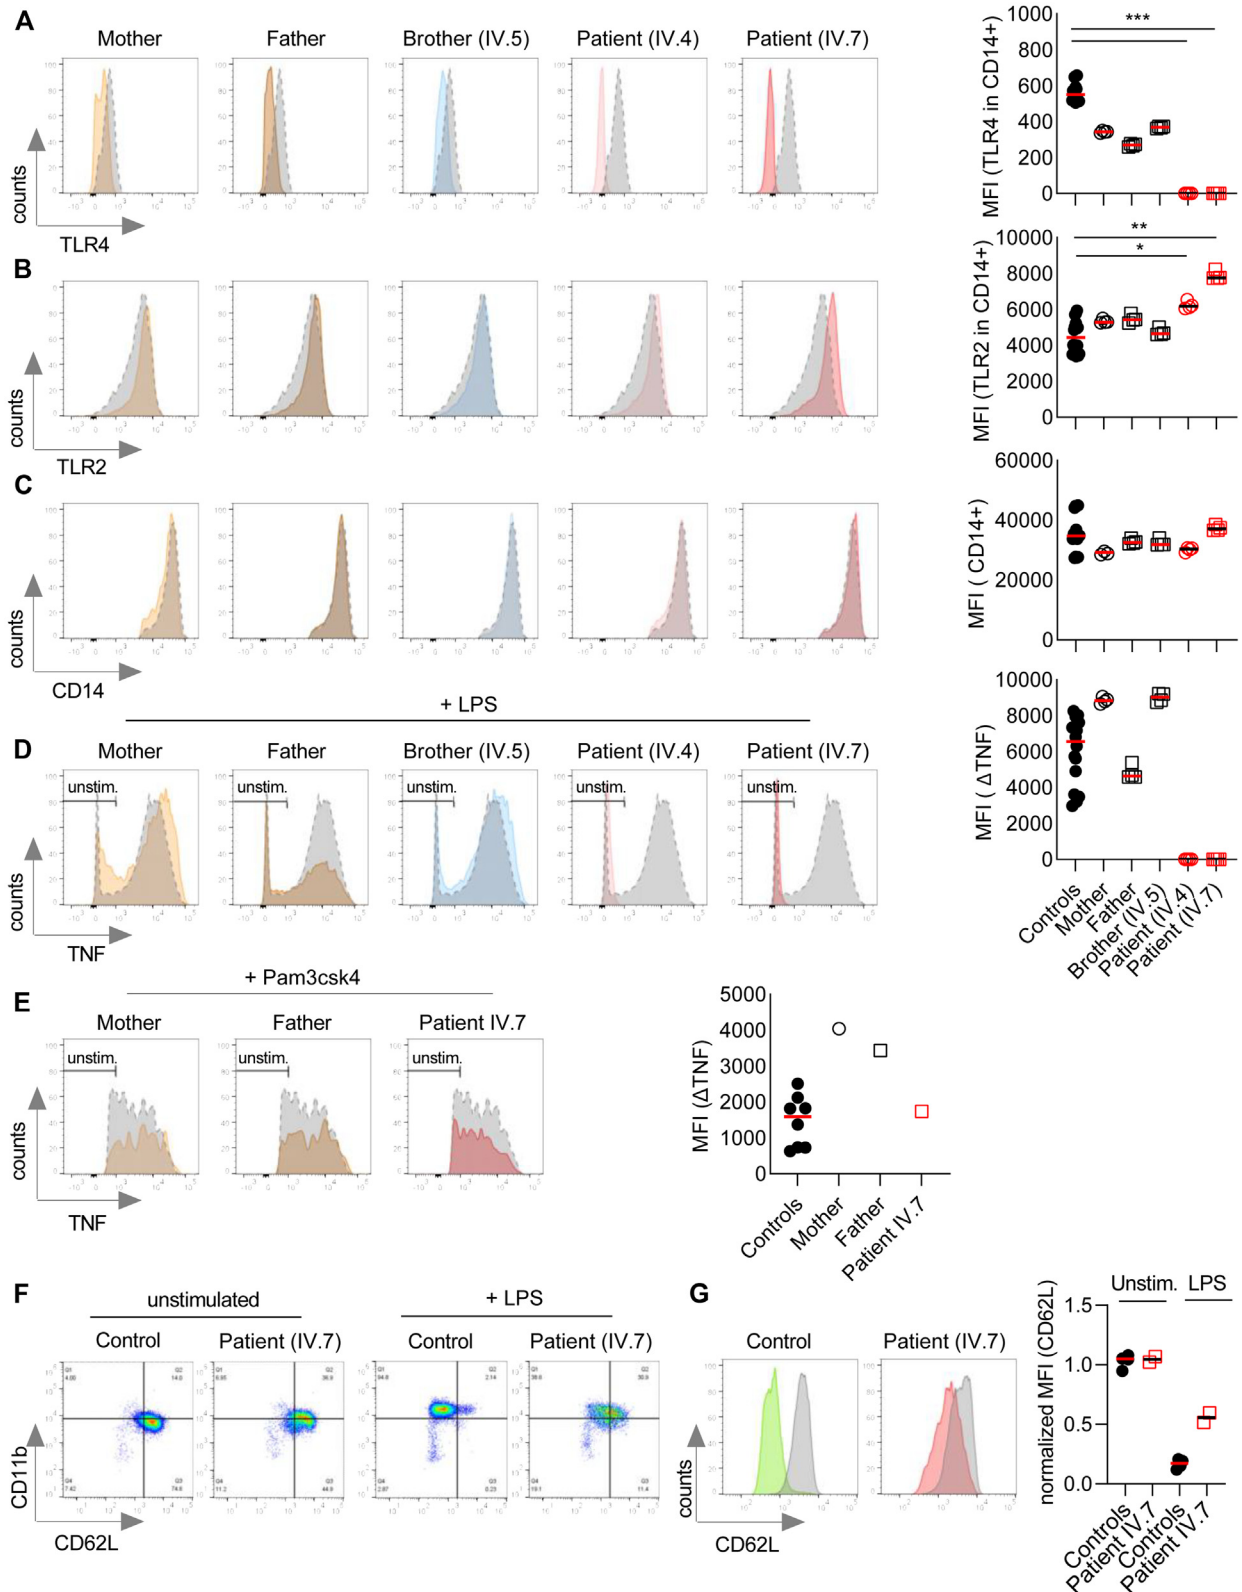 A
Mother
Father
Brother (IV.5)
Patient (IV.4)
Patient (IV.7)
counts
TLR4
MFI (TLR4 in CD14+)
1000
800
600
400
200
0
***
B
counts
TLR2
MFI (TLR2 in CD14+)
10000
8000
6000
4000
2000
0
**
*
C
counts
CD14
MFI ( CD14+)
60000
40000
20000
0
+ LPS
D
Mother
Father
Brother (IV.5)
Patient (IV.4)
Patient (IV.7)
unstim.
unstim.
unstim.
unstim.
unstim.
counts
TNF
MFI ( ΔTNF)
10000
8000
6000
4000
2000
0
Controls
Mother
Father
Brother (IV.5)
Patient (IV.4)
Patient (IV.7)
+ Pam3csk4
E
Mother
Father
Patient IV.7
unstim.
unstim.
unstim.
counts
TNF
MFI (ΔTNF)
5000
4000
3000
2000
1000
0
Controls
Mother
Father
Patient IV.7
F
unstimulated
+ LPS
Control
Patient (IV.7)
Control
Patient (IV.7)
CD11b
CD62L
G
Control
Patient (IV.7)
counts
CD62L
Unstim.
LPS
normalized MFI (CD62L)
1.5
1.0
0.5
0.0
Controls
Patient IV.7
Controls
Patient IV.7